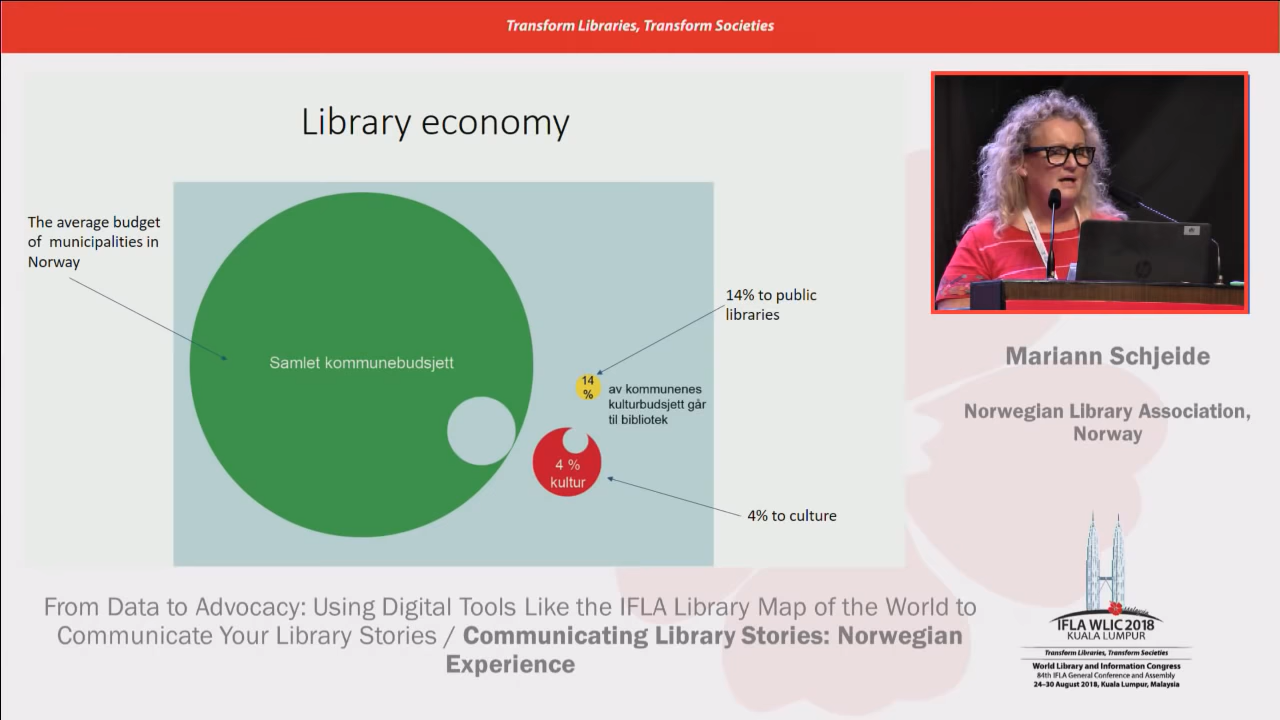 Transform Libraries, Transform Societies
Library economy
The average budget
of municipalities in
Norway
Samlet kommunebudsjett
14% to public
libraries
14
%
av kommunenes
kulturbudsjett går
til bibliotek
4 %
kultur
4% to culture
Mariann Schjeide
Norwegian Library Association,
Norway
From Data to Advocacy: Using Digital Tools Like the IFLA Library Map of the World to
Communicate Your Library Stories / Communicating Library Stories: Norwegian
Experience
IFLA WLIC 2018
KUALA LUMPUR
Transform Libraries, Transform Societies
World Library and Information Congress
84th IFLA General Conference and Assembly
24–30 August 2018, Kuala Lumpur, Malaysia